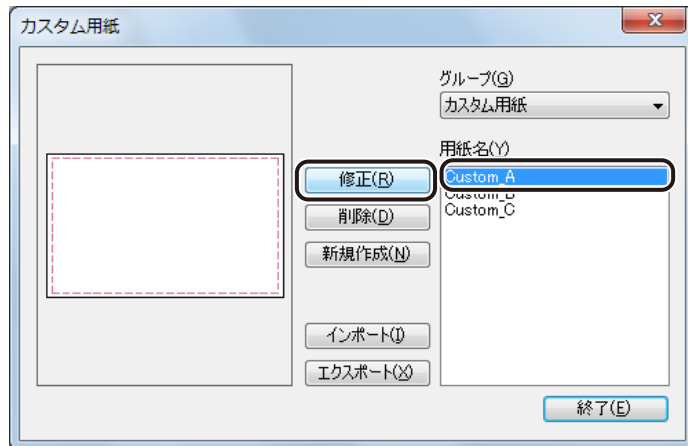 カスタム用紙
グループ(G)
カスタム用紙
用紙名(Y)
Custom_A
Custom_B
Custom_C
修正(R)
削除(D)
新規作成(N)
インポート(I)
エクスポート(X)
終了(E)